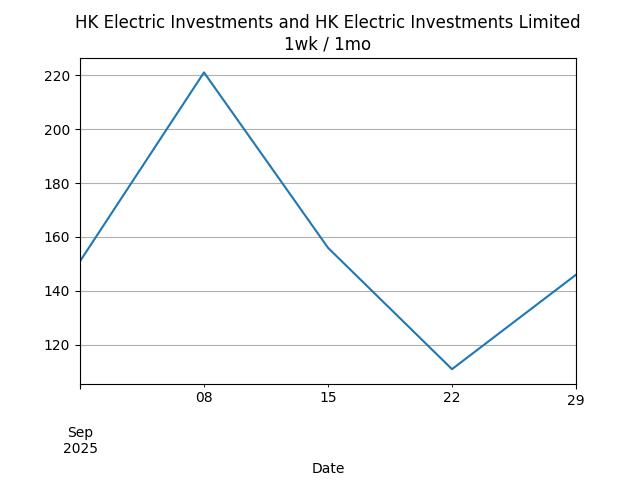 HK Electric Investments and HK Electric Investments Limited
1wk / 1mo
220
200
180
160
140
120
08
15
22
29
Sep
2025
Date